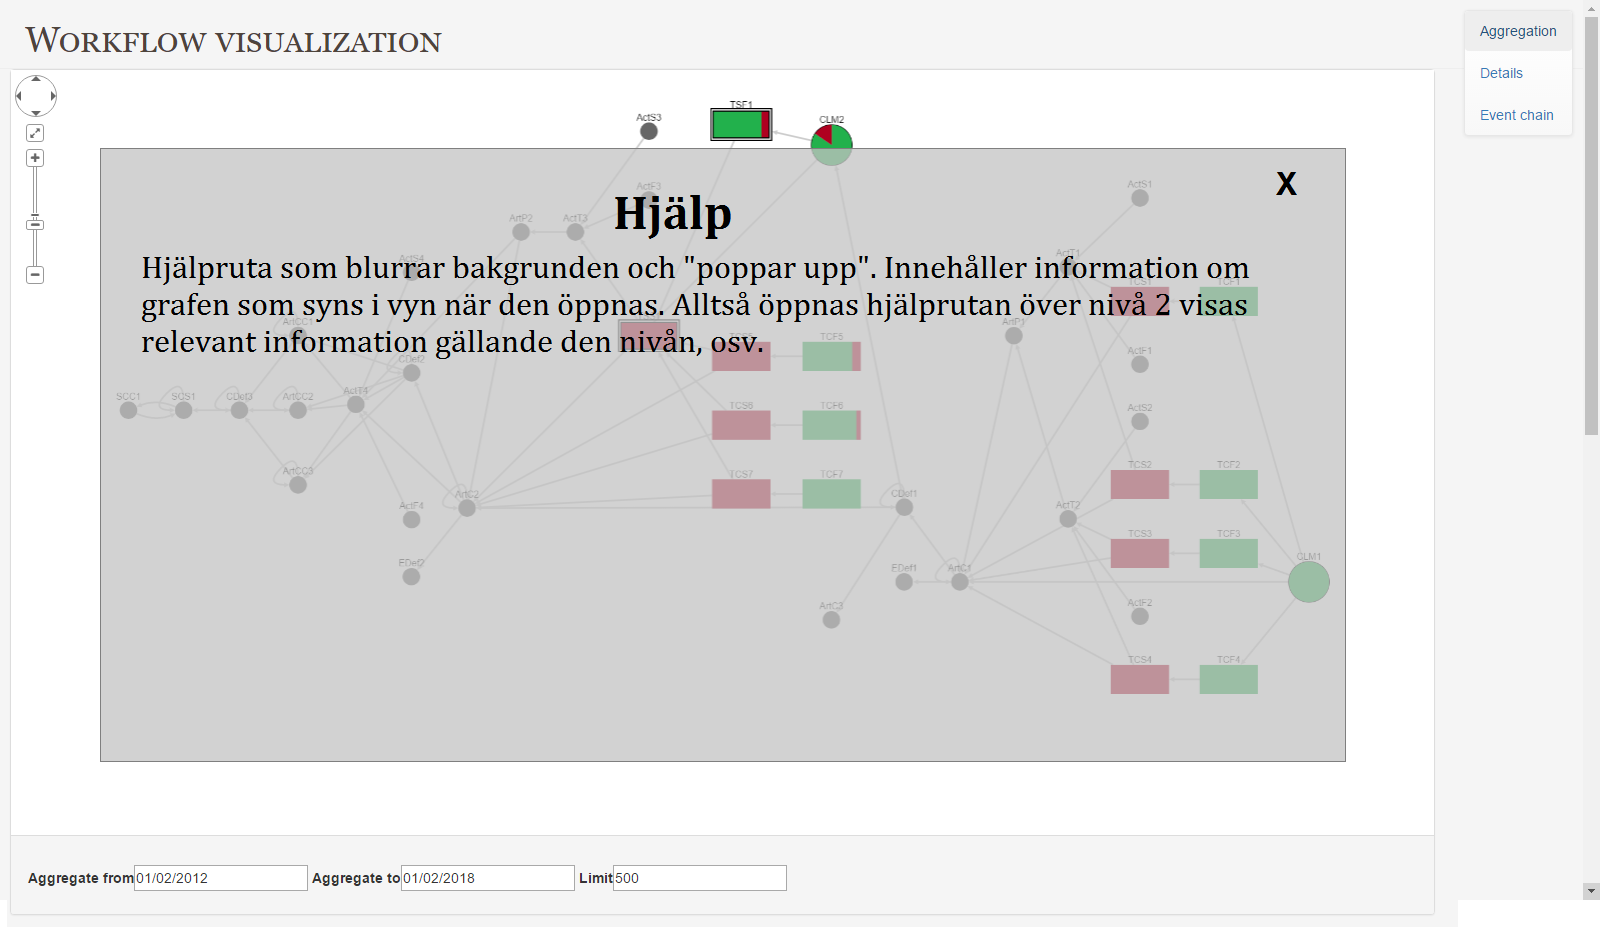 WORKFLOW VISUALIZATION
Aggregation
Details
Event chain
TSF1
ActS3
CLM2
X
Hjälp
Hjälpruta som blurrar bakgrunden och "poppar upp". Innehåller information om
grafen som syns i vyn när den öppnas. Alltså öppnas hjälprutan över nivå 2 visas
relevant information gällande den nivån, osv.
ActF3
ActS1
ArtP2
ActT3
ActS4
ActT1
TCS1
TCF1
ArtCC1
ArtP1
CDef2
TCF5
ActF1
SCC1
SCS1
CDef3
ArtCC2
ActT4
TCS6
TCF6
ActS2
ArtCC3
TCS7
TCF7
TCS2
TCF2
ArtC2
CDef1
ActF4
ActT2
TCS3
TCF3
CLM1
EDef2
EDef1
ArtC1
ArtC3
ActF2
TCS4
TCF4
Aggregate from 01/02/2012 Aggregate to 01/02/2018 Limit 500